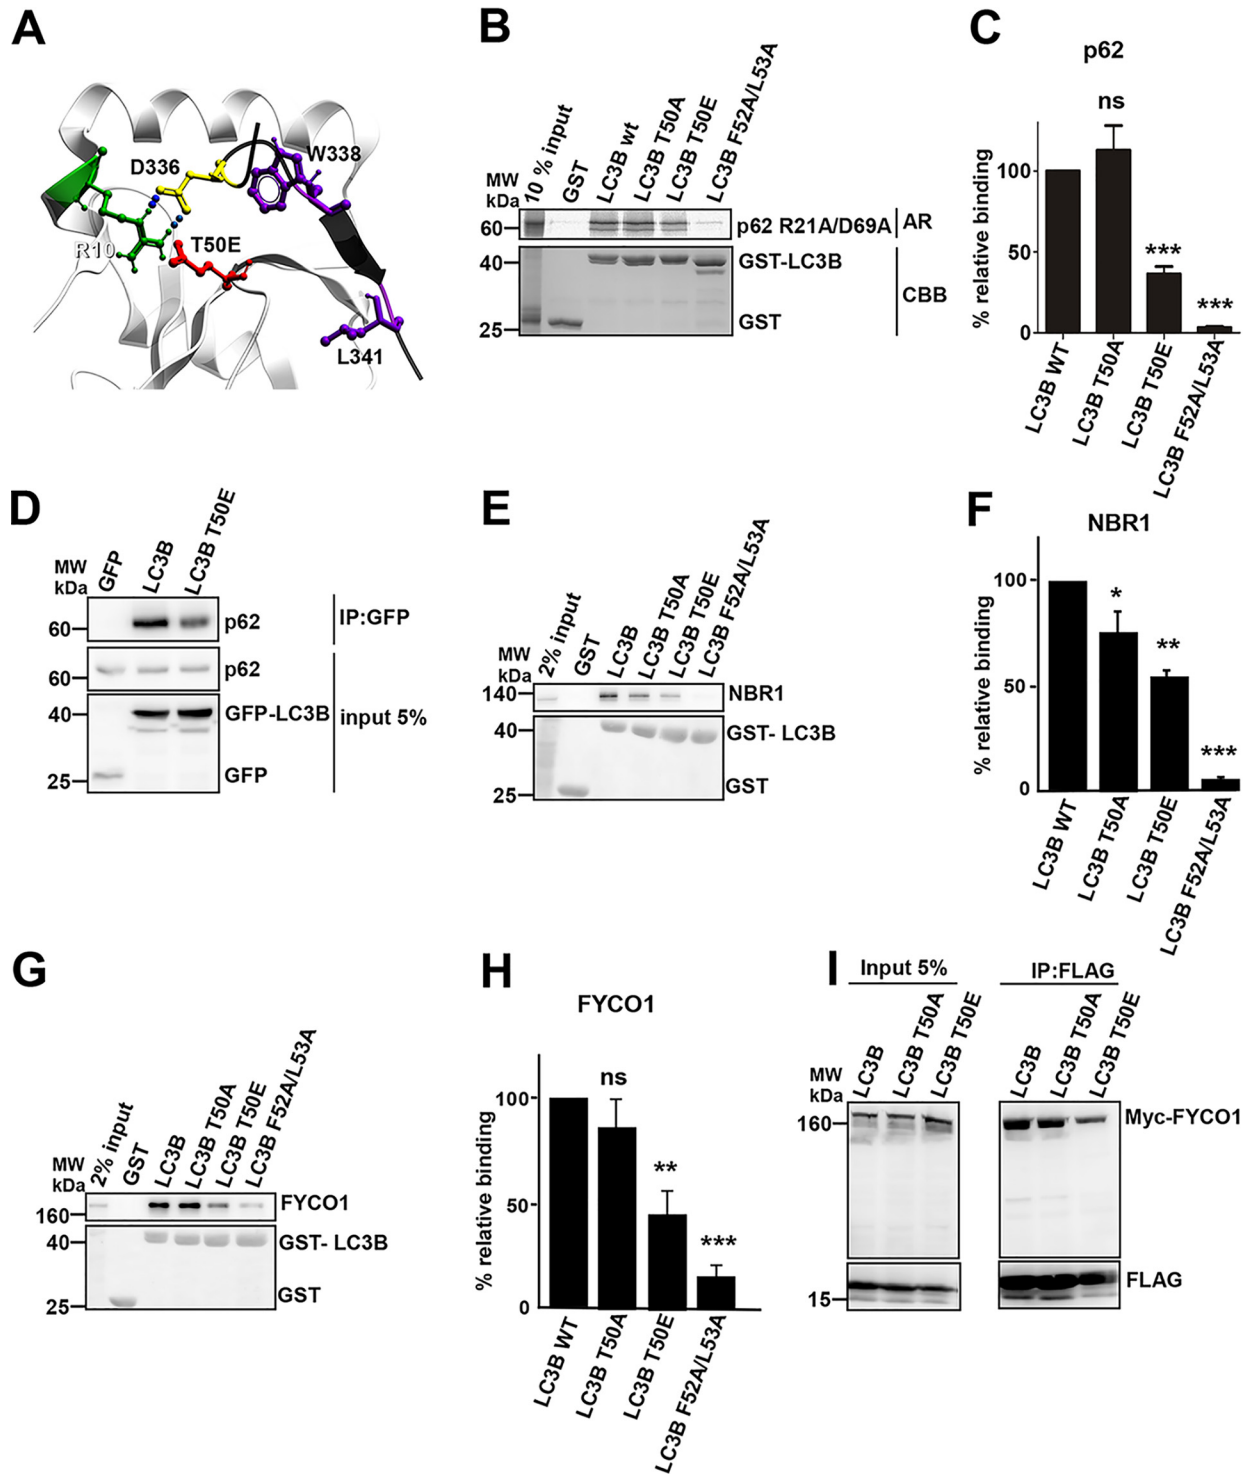 A
D336
W338
R10
T50E
L341
B
10 % input
GST
LC3B wt
LC3B T50A
LC3B T50E
LC3B F52A/L53A
MW
kDa
60
p62 R21A/D69A
AR
40
GST-LC3B
CBB
25
GST
C
p62
% relative binding
100
50
0
ns
***
***
LC3B WT
LC3B T50A
LC3B T50E
LC3B F52A/L53A
D
MW
kDa
GFP
LC3B
LC3B T50E
60
p62
IP:GFP
60
p62
40
GFP-LC3B
input 5%
25
GFP
E
MW
kDa
2% input
GST
LC3B
LC3B T50A
LC3B T50E
LC3B F52A/L53A
140
NBR1
40
GST- LC3B
25
GST
F
NBR1
% relative binding
100
50
0
*
**
***
LC3B WT
LC3B T50A
LC3B T50E
LC3B F52A/L53A
G
MW
kDa
2% input
GST
LC3B
LC3B T50A
LC3B T50E
LC3B F52A/L53A
160
FYCO1
40
GST- LC3B
25
GST
H
FYCO1
% relative binding
100
50
0
ns
**
***
LC3B WT
LC3B T50A
LC3B T50E
LC3B F52A/L53A
I
Input 5%
IP:FLAG
LC3B
LC3B T50A
LC3B T50E
LC3B
LC3B T50A
LC3B T50E
MW
kDa
160
Myc-FYCO1
15
FLAG